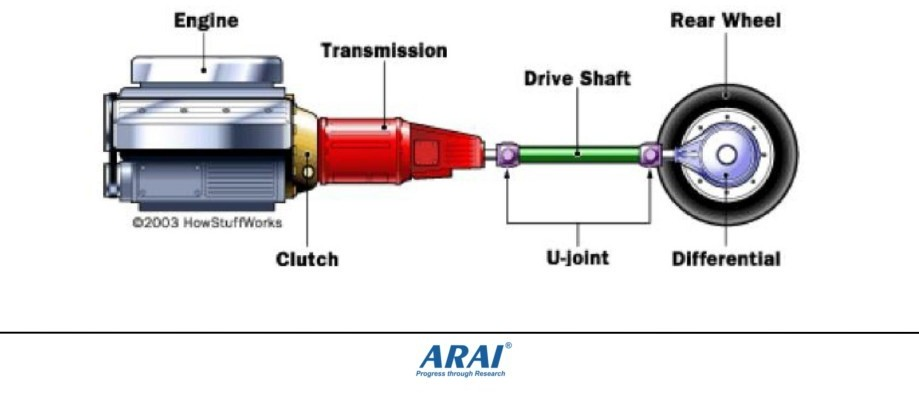 Engine
Rear Wheel
Transmission
Drive Shaft
©2003 HowStuffWorks
Clutch
U-joint
Differential
ARAI®
Progress through Research